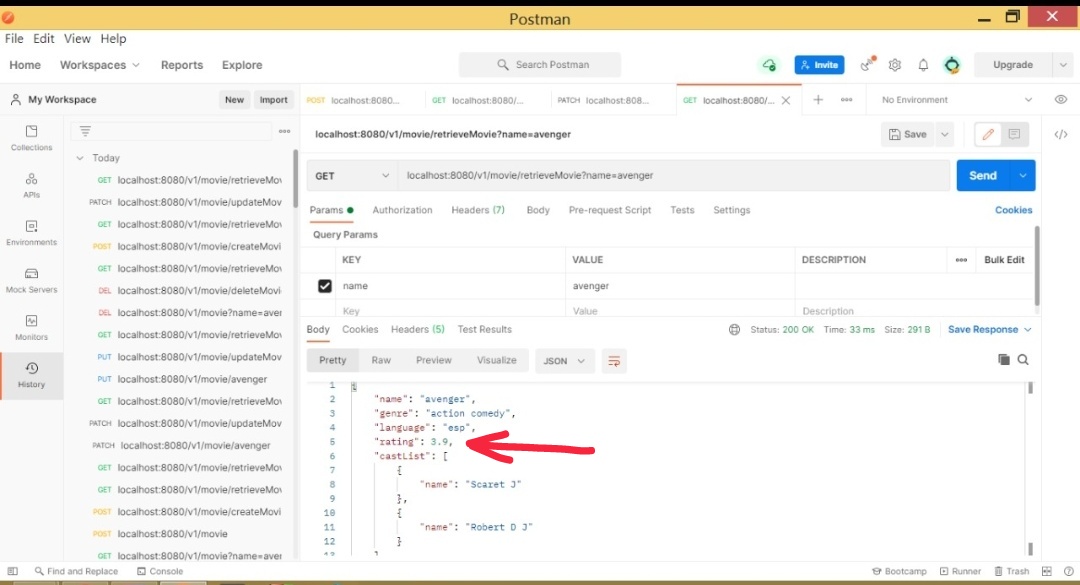 Postman
File Edit View Help
Home Workspaces Reports Explore
Search Postman
Invite
Upgrade
My Workspace
New Import
POST localhost:8080...
GET localhost:8080/...
PATCH localhost:808...
GET localhost:8080/...
No Environment
localhost:8080/v1/movie/retrieveMovie?name=avenger
Save
GET localhost:8080/v1/movie/retrieveMovie?name=avenger
Send
Collections
APIs
Environments
Mock Servers
Monitors
History
Today
GET localhost:8080/v1/movie/retrieveMov
PATCH localhost:8080/v1/movie/updateMov
GET localhost:8080/v1/movie/retrieveMov
POST localhost:8080/v1/movie/createMovi
GET localhost:8080/v1/movie/retrieveMov
DEL localhost:8080/v1/movie/deleteMovi
DEL localhost:8080/v1/movie?name=aver
GET localhost:8080/v1/movie/retrieveMov
PUT localhost:8080/v1/movie/updateMov
PUT localhost:8080/v1/movie/avenger
GET localhost:8080/v1/movie/retrieveMov
PATCH localhost:8080/v1/movie/updateMov
PATCH localhost:8080/v1/movie/avenger
GET localhost:8080/v1/movie/retrieveMov
GET localhost:8080/v1/movie/retrieveMov
POST localhost:8080/v1/movie/createMovi
POST localhost:8080/v1/movie
GET localhost:8080/v1/movie?name=aver
Params Authorization Headers (7) Body Pre-request Script Tests Settings
Cookies
Query Params
KEY VALUE DESCRIPTION Bulk Edit
name avenger
Key Value Description
Body Cookies Headers (5) Test Results
Status: 200 OK Time: 33 ms Size: 291 B Save Response
Pretty Raw Preview Visualize JSON
1 {
2 "name": "avenger",
3 "genre": "action comedy",
4 "language": "esp",
5 "rating": 3.9,
6 "castList": [
7 {
8 "name": "Scaret J"
9 },
10 {
11 "name": "Robert D J"
12 }
13 ]
Find and Replace Console
Bootcamp Runner Trash